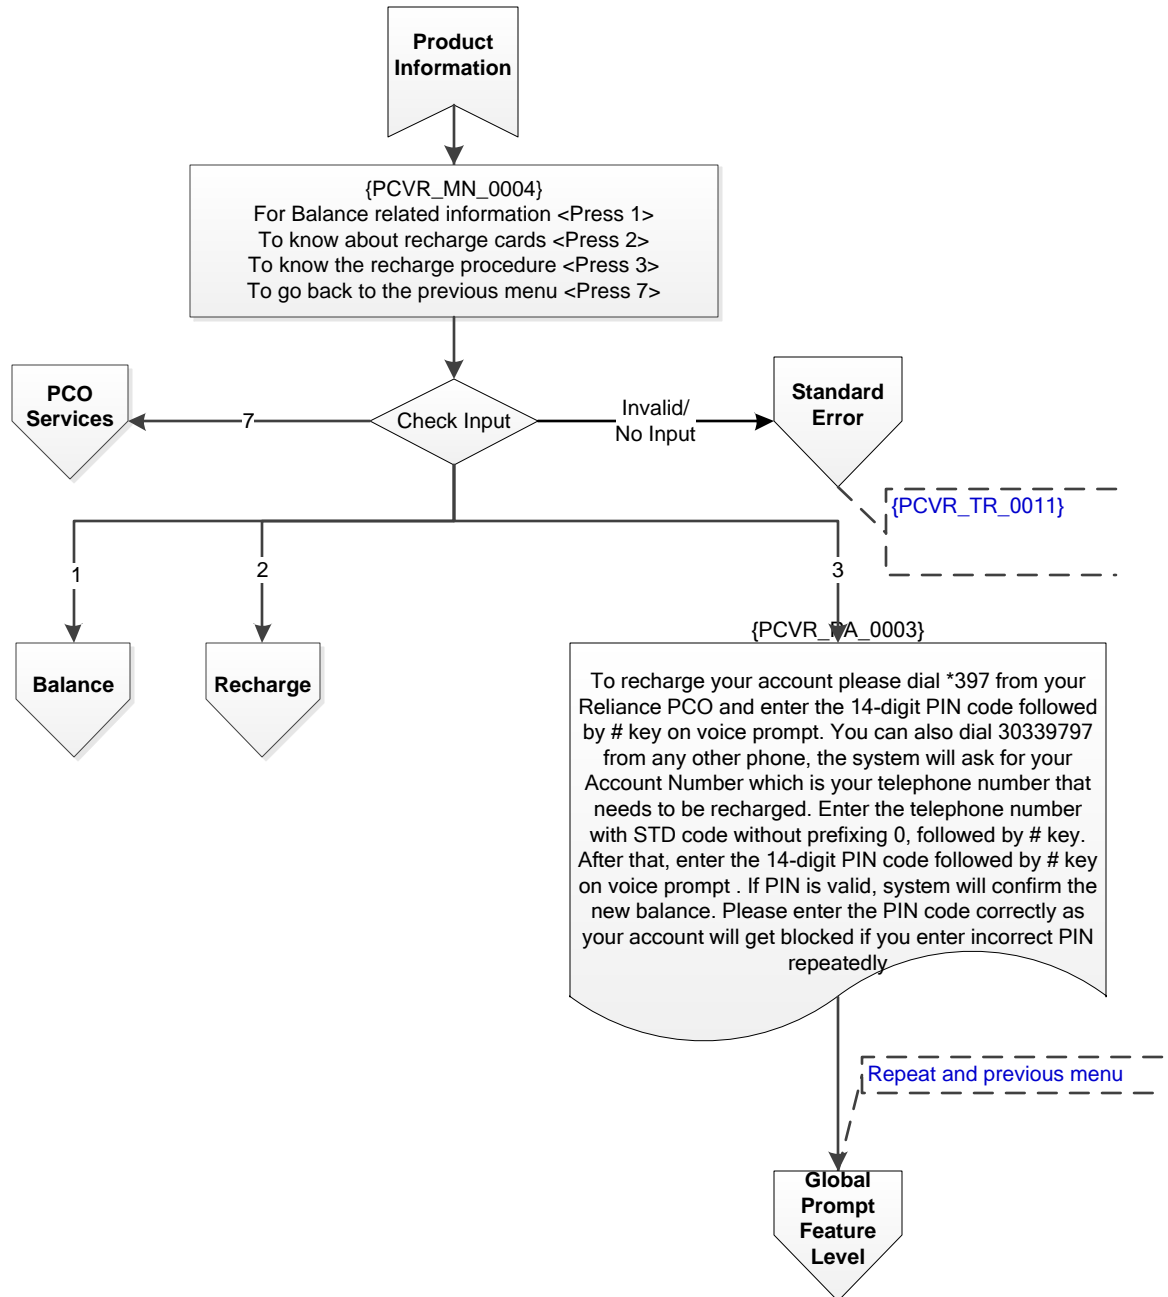 Product
Information
{PCVR_MN_0004}
For Balance related information <Press 1>
To know about recharge cards <Press 2>
To know the recharge procedure <Press 3>
To go back to the previous menu <Press 7>
PCO
Services
7
Check Input
Invalid/
No Input
Standard
Error
{PCVR_TR_0011}
1
2
3
Balance
Recharge
{PCVR_PA_0003}
To recharge your account please dial *397 from your
Reliance PCO and enter the 14-digit PIN code followed
by # key on voice prompt. You can also dial 30339797
from any other phone, the system will ask for your
Account Number which is your telephone number that
needs to be recharged. Enter the telephone number
with STD code without prefixing 0, followed by # key.
After that, enter the 14-digit PIN code followed by # key
on voice prompt . If PIN is valid, system will confirm the
new balance. Please enter the PIN code correctly as
your account will get blocked if you enter incorrect PIN
repeatedly
Repeat and previous menu
Global
Prompt
Feature
Level